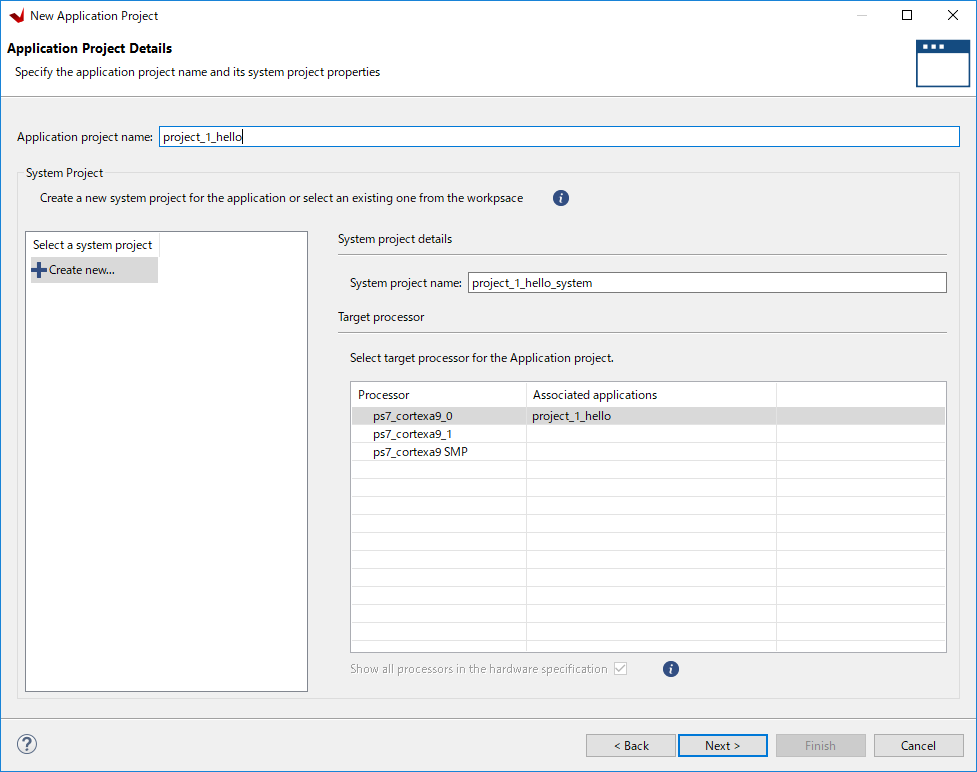 New Application Project
Application Project Details
Specify the application project name and its system project properties
Application project name: project_1_hello
System Project
Create a new system project for the application or select an existing one from the workpsace
Select a system project
Create new...
System project details
System project name: project_1_hello_system
Target processor
Select target processor for the Application project.
Processor Associated applications
ps7_cortexa9_0 project_1_hello
ps7_cortexa9_1
ps7_cortexa9 SMP
Show all processors in the hardware specification
< Back Next > Finish Cancel